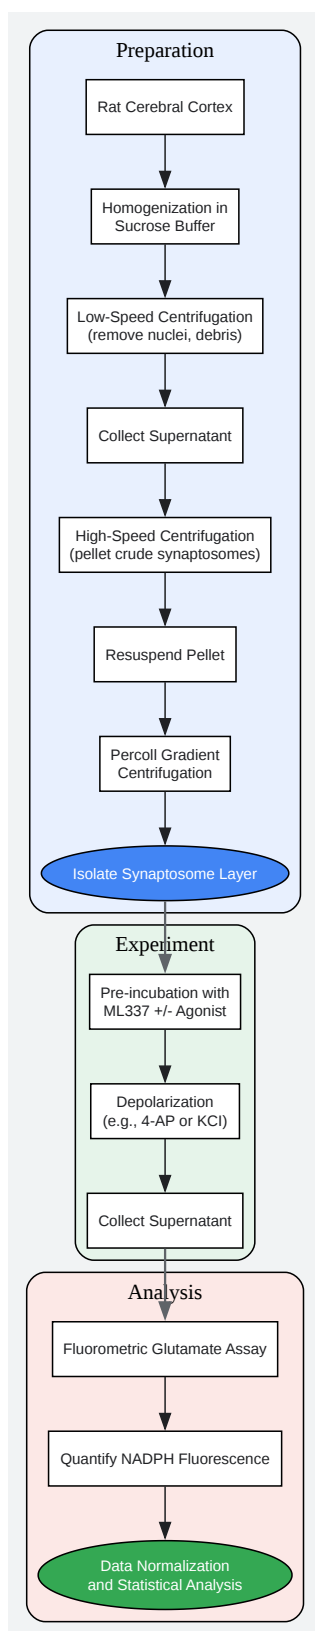 Preparation
Rat Cerebral Cortex
Homogenization in
Sucrose Buffer
Low-Speed Centrifugation
(remove nuclei, debris)
Collect Supernatant
High-Speed Centrifugation
(pellet crude synaptosomes)
Resuspend Pellet
Percoll Gradient
Centrifugation
Isolate Synaptosome Layer
Experiment
Pre-incubation with
ML337 +/- Agonist
Depolarization
(e.g., 4-AP or KCl)
Collect Supernatant
Analysis
Fluorometric Glutamate Assay
Quantify NADPH Fluorescence
Data Normalization
and Statistical Analysis